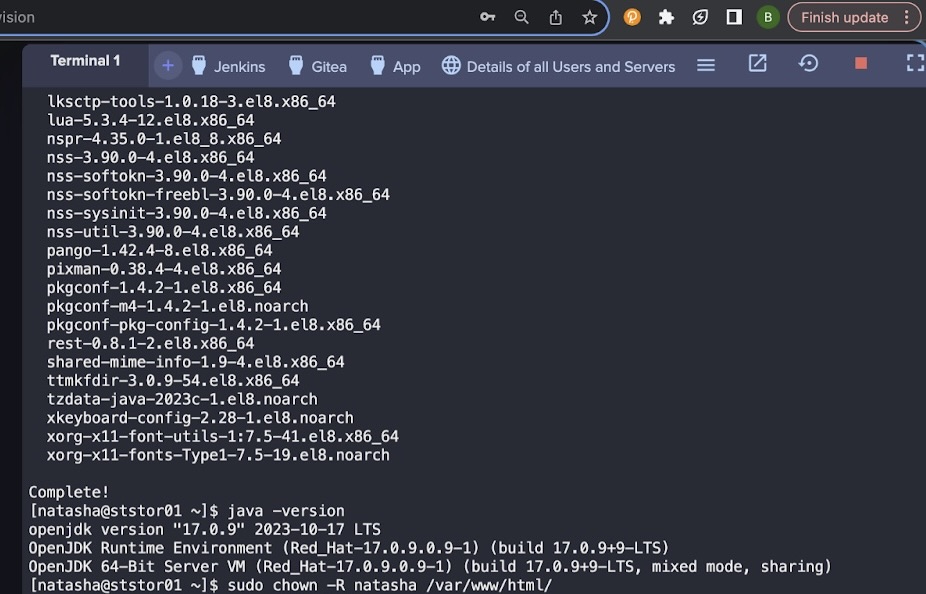 ision
B
Finish update
Terminal 1
+
Jenkins
Gitea
App
Details of all Users and Servers
lksctp-tools-1.0.18-3.el8.x86_64
lua-5.3.4-12.el8.x86_64
nspr-4.35.0-1.el8_8.x86_64
nss-3.90.0-4.el8.x86_64
nss-softokn-3.90.0-4.el8.x86_64
nss-softokn-freebl-3.90.0-4.el8.x86_64
nss-sysinit-3.90.0-4.el8.x86_64
nss-util-3.90.0-4.el8.x86_64
pango-1.42.4-8.el8.x86_64
pixman-0.38.4-4.el8.x86_64
pkgconf-1.4.2-1.el8.x86_64
pkgconf-m4-1.4.2-1.el8.noarch
pkgconf-pkg-config-1.4.2-1.el8.x86_64
rest-0.8.1-2.el8.x86_64
shared-mime-info-1.9-4.el8.x86_64
ttmkfdir-3.0.9-54.el8.x86_64
tzdata-java-2023c-1.el8.noarch
xkeyboard-config-2.28-1.el8.noarch
xorg-x11-font-utils-1:7.5-41.el8.x86_64
xorg-x11-fonts-Type1-7.5-19.el8.noarch
Complete!
[natasha@ststor01 ~]$ java -version
openjdk version "17.0.9" 2023-10-17 LTS
OpenJDK Runtime Environment (Red_Hat-17.0.9.0.9-1) (build 17.0.9+9-LTS)
OpenJDK 64-Bit Server VM (Red_Hat-17.0.9.0.9-1) (build 17.0.9+9-LTS, mixed mode, sharing)
[natasha@ststor01 ~]$ sudo chown -R natasha /var/www/html/